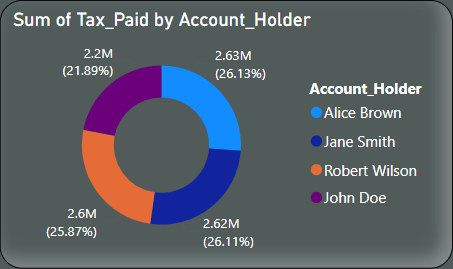 Sum of Tax_Paid by Account_Holder
2.2M
(21.89%)
2.63M
(26.13%)
Account_Holder
Alice Brown
Jane Smith
Robert Wilson
John Doe
2.6M
(25.87%)
2.62M
(26.11%)